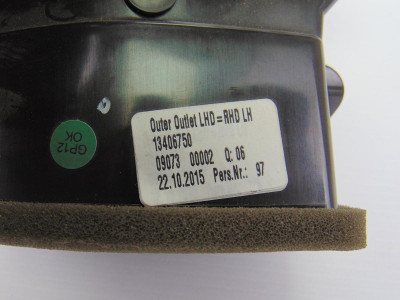 Outer Outlet LHD=RHD LH
13406750
09073 00002 Q: 06
22.10.2015 Pers.Nr.: 97
GP12
OK